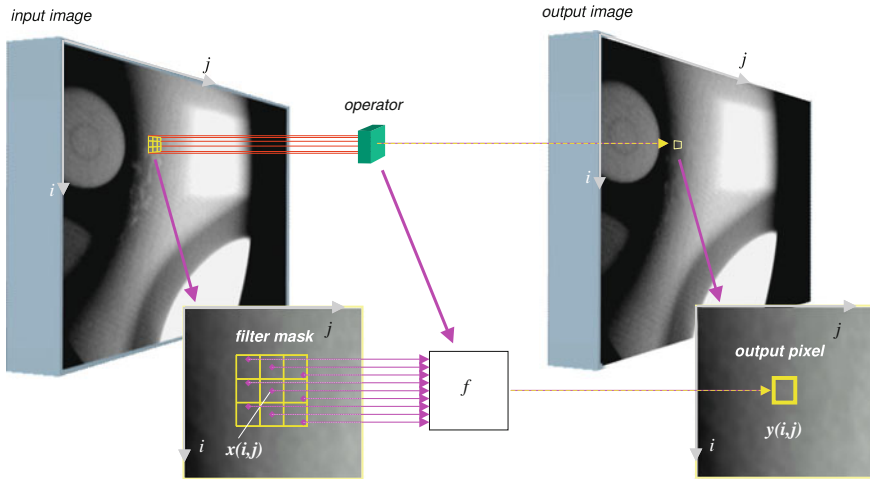 input image
output image
j
j
operator
i
i
filter mask
j
x(i,j)
i
f
j
output pixel
y(i,j)
i